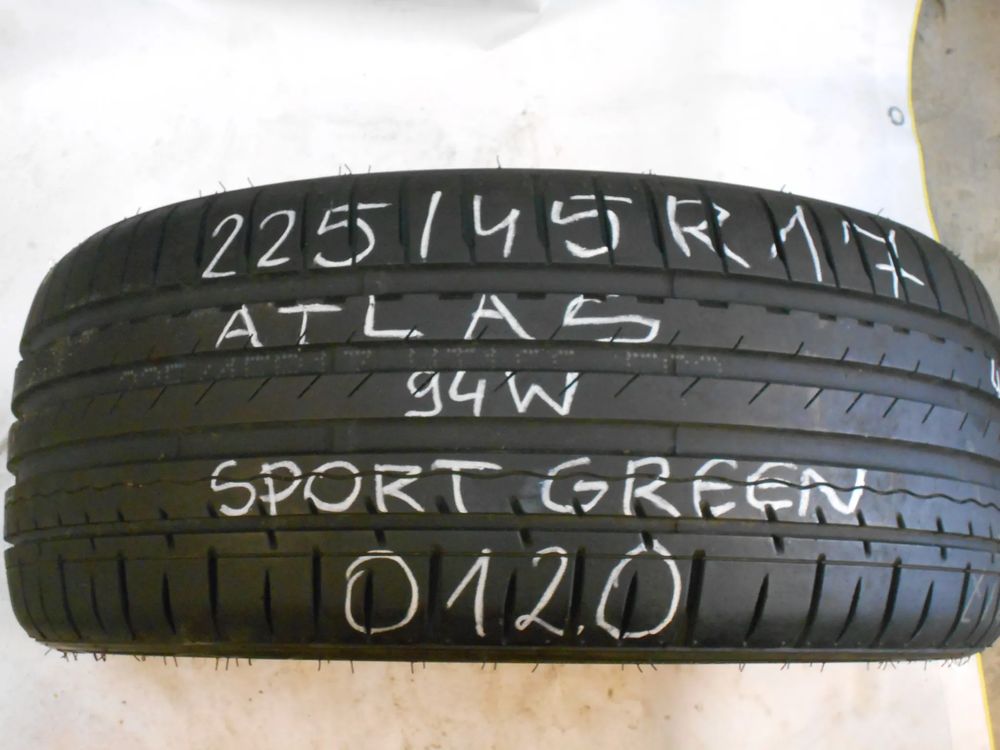 225/45R17
ATLAS
94W
SPORT GREEN
0120